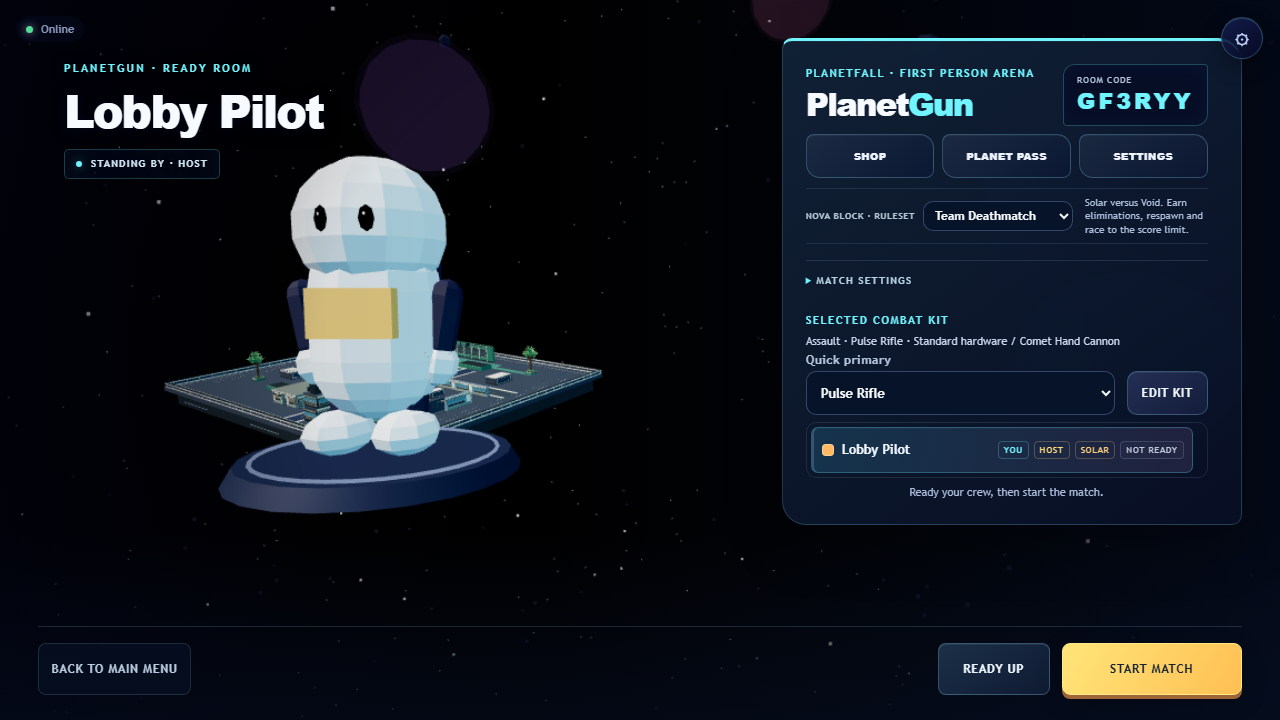 Online
PLANETGUN · READY ROOM
Lobby Pilot
STANDING BY · HOST
PLANETFALL · FIRST PERSON ARENA
PlanetGun
ROOM CODE
GF3RYY
SHOP
PLANET PASS
SETTINGS
NOVA BLOCK · RULESET
Team Deathmatch
Solar versus Void. Earn
eliminations, respawn and
race to the score limit.
MATCH SETTINGS
SELECTED COMBAT KIT
Assault · Pulse Rifle · Standard hardware / Comet Hand Cannon
Quick primary
Pulse Rifle
EDIT KIT
Lobby Pilot
YOU
HOST
SOLAR
NOT READY
Ready your crew, then start the match.
BACK TO MAIN MENU
READY UP
START MATCH